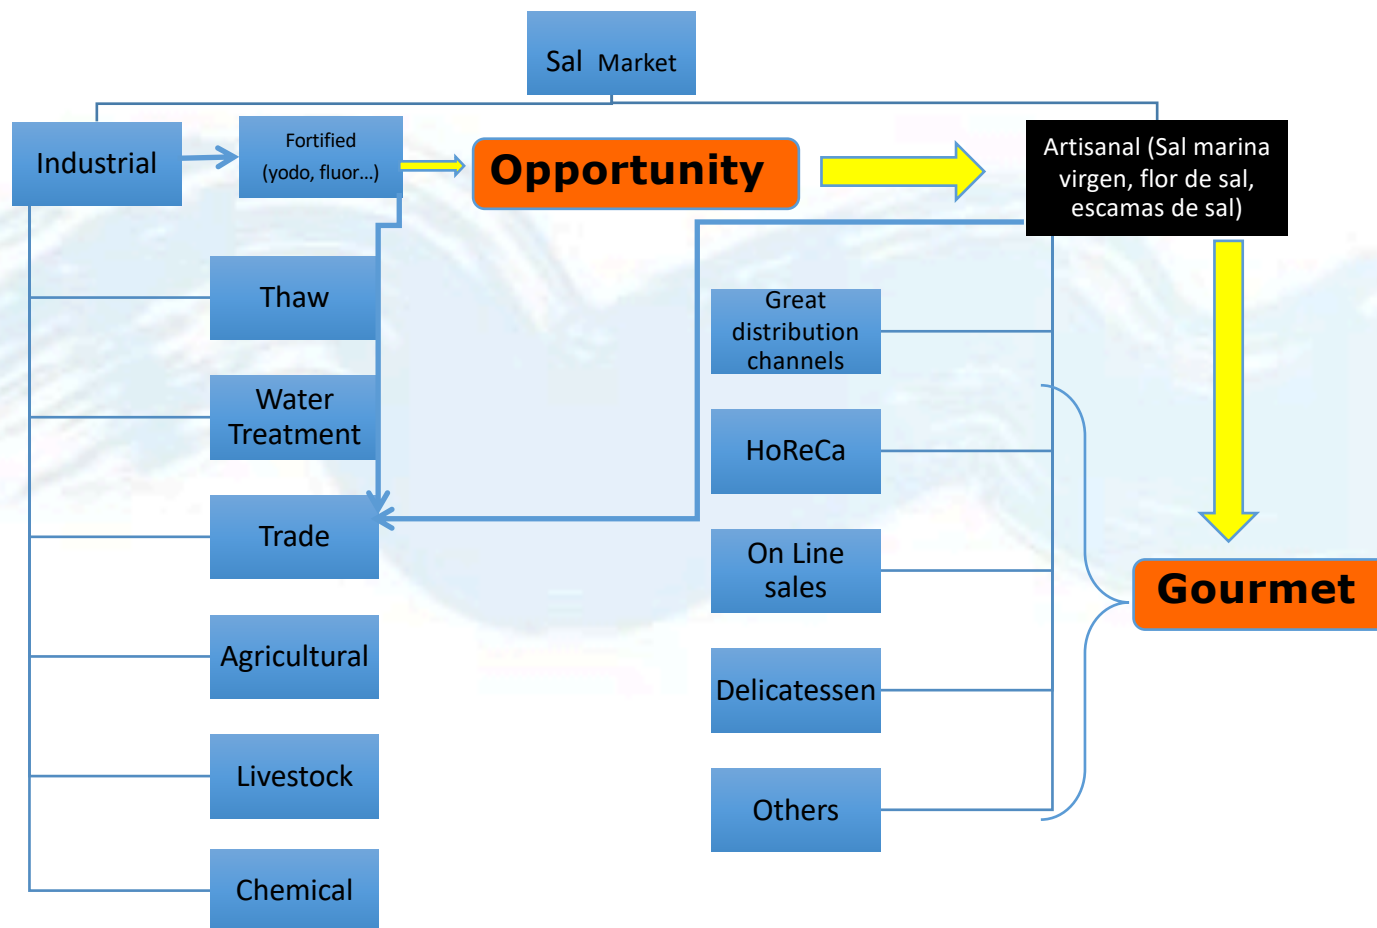 Sal Market
Industrial
Fortified
(yodo, fluor...)
Opportunity
Artisanal (Sal marina
virgen, flor de sal,
escamas de sal)
Thaw
Water
Treatment
Trade
Agricultural
Livestock
Chemical
Great
distribution
channels
HoReCa
On Line
sales
Delicatessen
Others
Gourmet